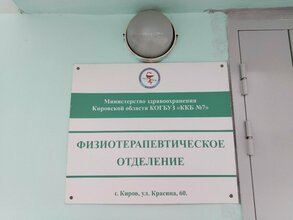 Министерство здравоохранения
Кировской области КОГБУЗ «ККБ №7»
ФИЗИОТЕРАПЕВТИЧЕСКОЕ
ОТДЕЛЕНИЕ
г. Киров, ул. Красина, 60.